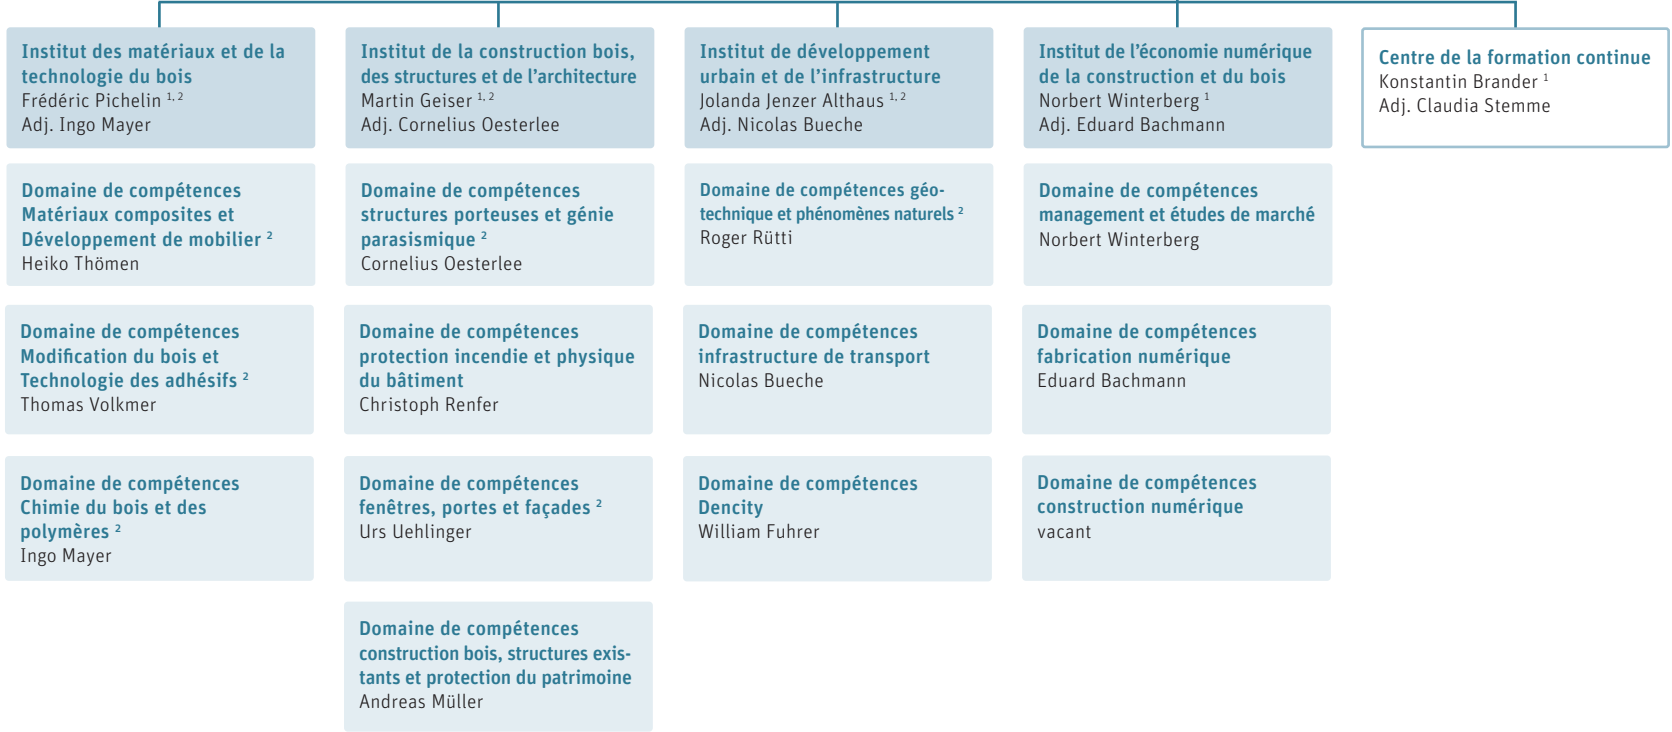 Institut des matériaux et de la
technologie du bois
Frédéric Pichelin 1, 2
Adj. Ingo Mayer
Institut de la construction bois,
des structures et de l'architecture
Martin Geiser 1, 2
Adj. Cornelius Oesterlee
Institut de développement
urbain et de l'infrastructure
Jolanda Jenzer Althaus 1, 2
Adj. Nicolas Bueche
Institut de l'économie numérique
de la construction et du bois
Norbert Winterberg 1
Adj. Eduard Bachmann
Centre de la formation continue
Konstantin Brander 1
Adj. Claudia Stemme
Domaine de compétences
Matériaux composites et
Développement de mobilier 2
Heiko Thömen
Domaine de compétences
structures porteuses et génie
parasismique 2
Cornelius Oesterlee
Domaine de compétences géo-
technique et phénomènes naturels 2
Roger Rütti
Domaine de compétences
management et études de marché
Norbert Winterberg
Domaine de compétences
Modification du bois et
Technologie des adhésifs 2
Thomas Volkmer
Domaine de compétences
protection incendie et physique
du bâtiment
Christoph Renfer
Domaine de compétences
infrastructure de transport
Nicolas Bueche
Domaine de compétences
fabrication numérique
Eduard Bachmann
Domaine de compétences
Chimie du bois et des
polymères 2
Ingo Mayer
Domaine de compétences
fenêtres, portes et façades 2
Urs Uehlinger
Domaine de compétences
Dencity
William Fuhrer
Domaine de compétences
construction numérique
vacant
Domaine de compétences
construction bois, structures exis-
tants et protection du patrimoine
Andreas Müller